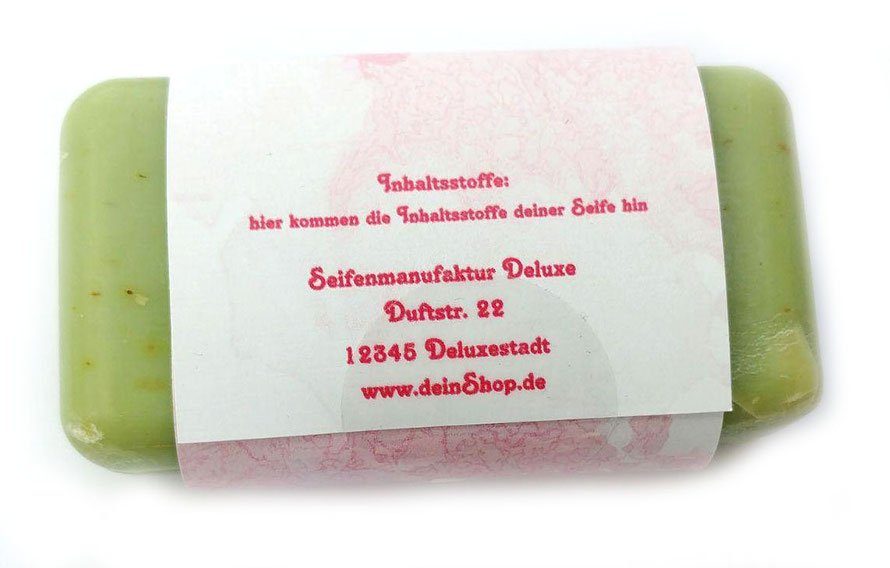 Inhaltsstoffe:
hier kommen die Inhaltsstoffe deiner Seife hin
Seifenmanufaktur Deluxe
Duftstr. 22
12345 Deluxestadt
www.deinShop.de